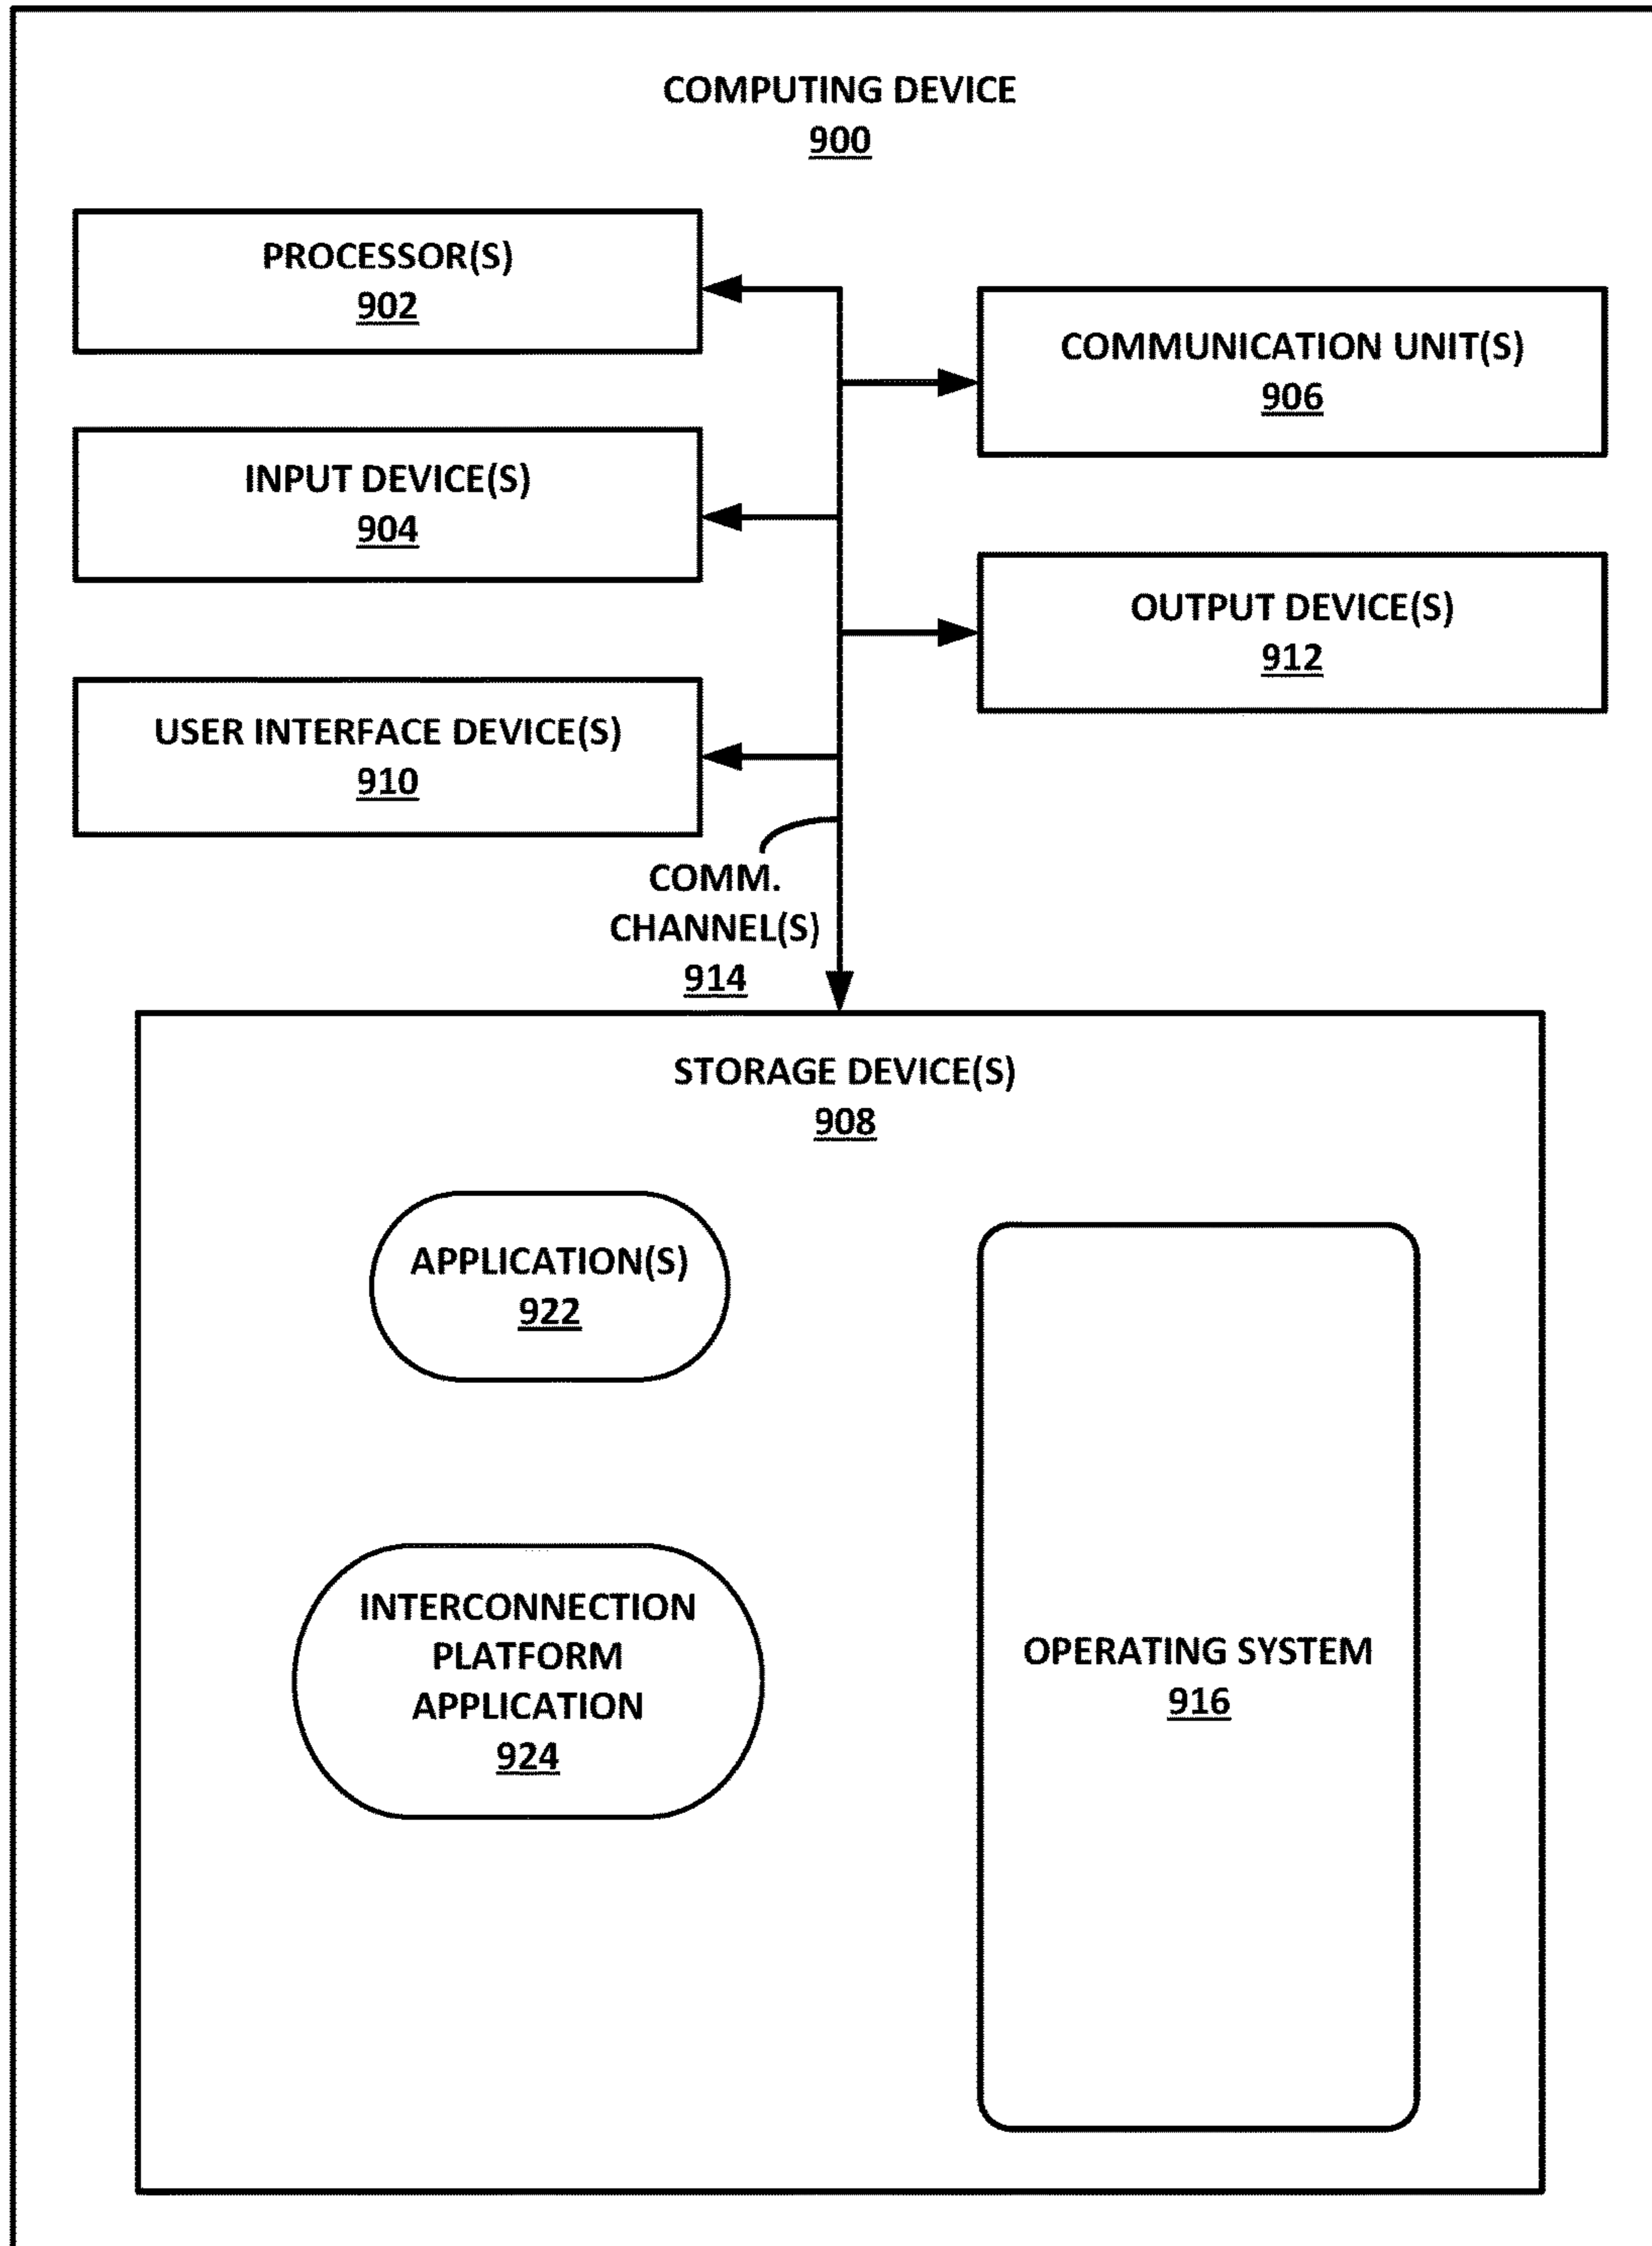 COMPUTING DEVICE
900
PROCESSOR(S)
902
COMMUNICATION UNIT(S)
906
INPUT DEVICE(S)
904
OUTPUT DEVICE(S)
912
USER INTERFACE DEVICE(S)
910
COMM.
CHANNEL(S)
914
STORAGE DEVICE(S)
908
APPLICATION(S)
922
INTERCONNECTION
PLATFORM
APPLICATION
924
OPERATING SYSTEM
916